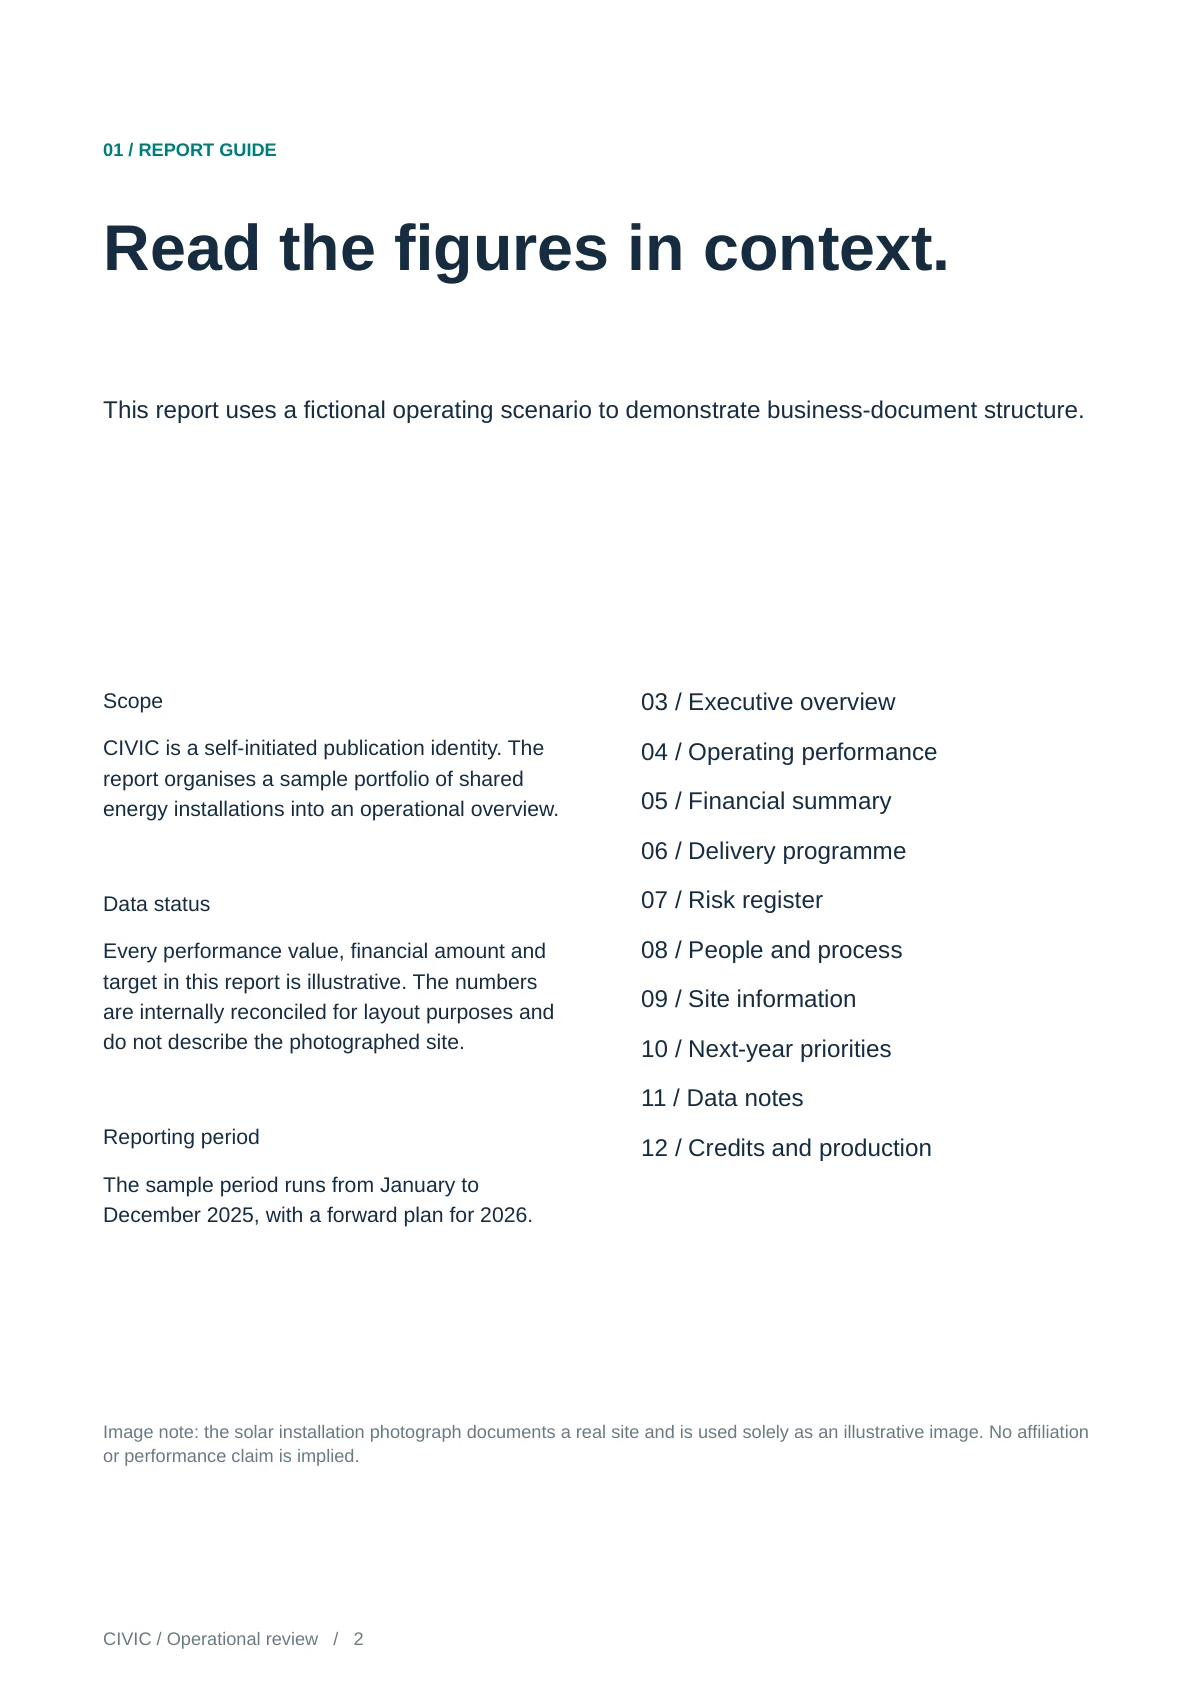 01 / REPORT GUIDE
Read the figures in context.
This report uses a fictional operating scenario to demonstrate business-document structure.
Scope
CIVIC is a self-initiated publication identity. The
report organises a sample portfolio of shared
energy installations into an operational overview.
Data status
Every performance value, financial amount and
target in this report is illustrative. The numbers
are internally reconciled for layout purposes and
do not describe the photographed site.
Reporting period
The sample period runs from January to
December 2025, with a forward plan for 2026.
03 / Executive overview
04 / Operating performance
05 / Financial summary
06 / Delivery programme
07 / Risk register
08 / People and process
09 / Site information
10 / Next-year priorities
11 / Data notes
12 / Credits and production
Image note: the solar installation photograph documents a real site and is used solely as an illustrative image. No affiliation
or performance claim is implied.
CIVIC / Operational review / 2